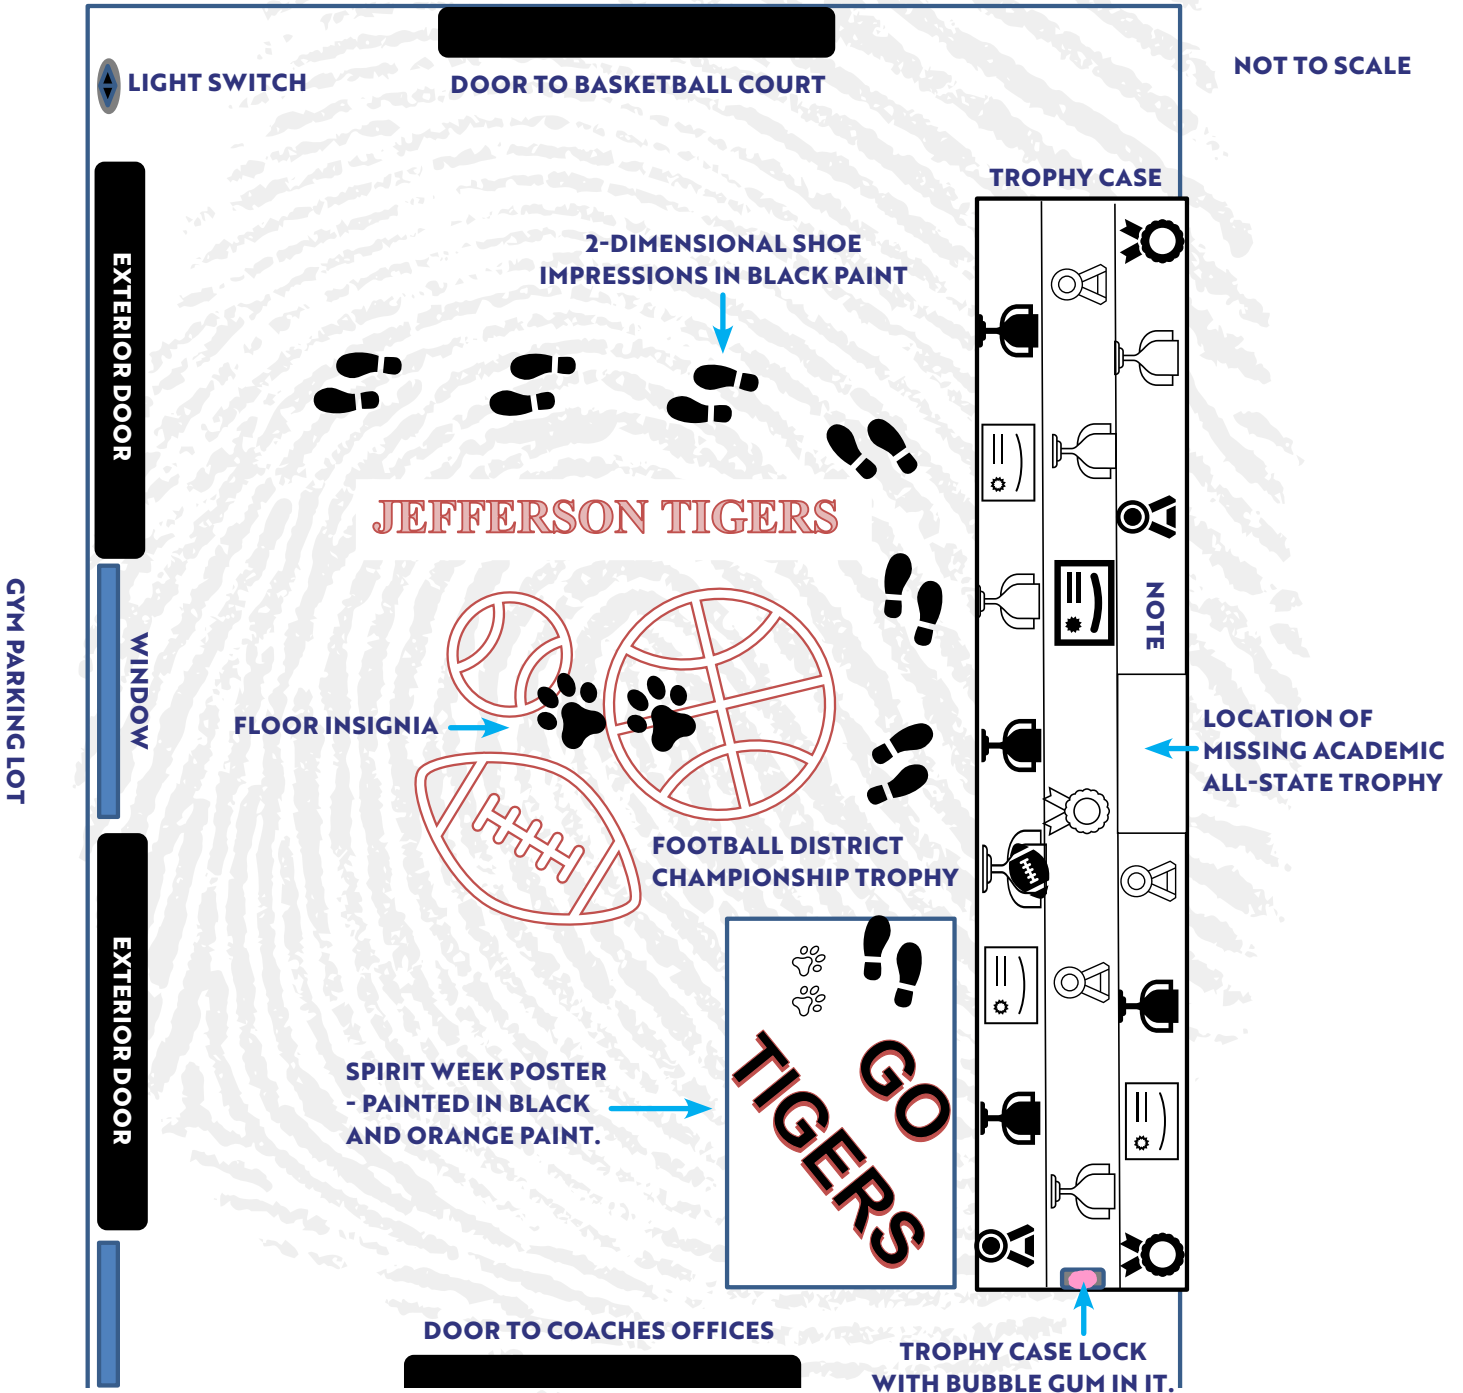 LIGHT SWITCH
DOOR TO BASKETBALL COURT
NOT TO SCALE
TROPHY CASE
2-DIMENSIONAL SHOE
IMPRESSIONS IN BLACK PAINT
EXTERIOR DOOR
JEFFERSON TIGERS
GYM PARKING LOT
WINDOW
NOTE
FLOOR INSIGNIA
LOCATION OF
MISSING ACADEMIC
ALL-STATE TROPHY
FOOTBALL DISTRICT
CHAMPIONSHIP TROPHY
EXTERIOR DOOR
SPIRIT WEEK POSTER
- PAINTED IN BLACK
AND ORANGE PAINT.
GO
TIGERS
DOOR TO COACHES OFFICES
TROPHY CASE LOCK
WITH BUBBLE GUM IN IT.